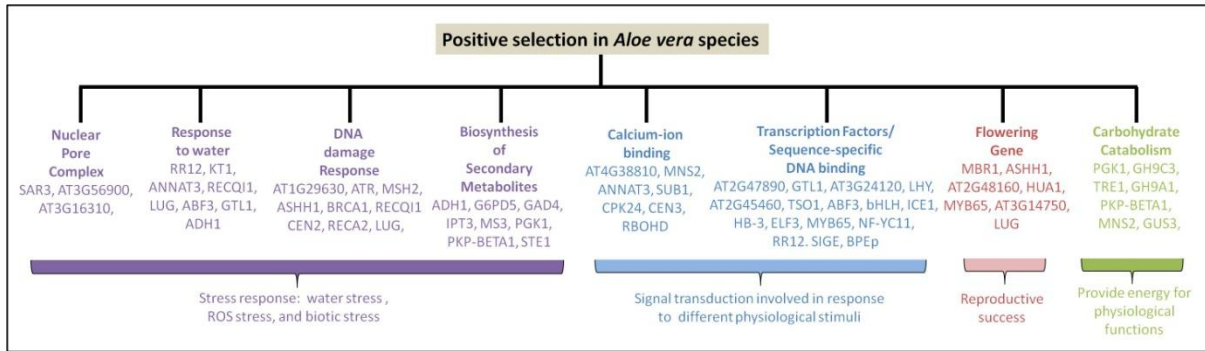 Positive selection in Aloe vera species
Nuclear
Pore
Complex
SAR3, AT3G56900,
AT3G16310,
Response
to water
RR12, KT1,
ANNAT3, RECQI1,
LUG, ABF3, GTL1,
ADH1
DNA
damage
Response
AT1G29630, ATR, MSH2,
ASHH1, BRCA1, RECQI1
CEN2, RECA2, LUG,
Biosynthesis
of
Secondary
Metabolites
ADH1, G6PD5, GAD4,
IPT3, MS3, PGK1,
PKP-BETA1, STE1
Calcium-ion
binding
AT4G38810, MNS2,
ANNAT3, SUB1,
CPK24, CEN3,
RBOHD
Transcription Factors/
Sequence-specific
DNA binding
AT2G47890, GTL1, AT3G24120, LHY,
AT2G45460, TSO1, ABF3, bHLH, ICE1,
HB-3, ELF3, MYB65, NF-YC11,
RR12. SIGE, BPEp
Flowering
Gene
MBR1, ASHH1,
AT2G48160, HUA1,
MYB65, AT3G14750,
LUG
Carbohydrate
Catabolism
PGK1, GH9C3,
TRE1, GH9A1,
PKP-BETA1,
MNS2, GUS3,
Stress response: water stress ,
ROS stress, and biotic stress
Signal transduction involved in response
to different physiological stimuli
Reproductive
success
Provide energy for
physiological
functions